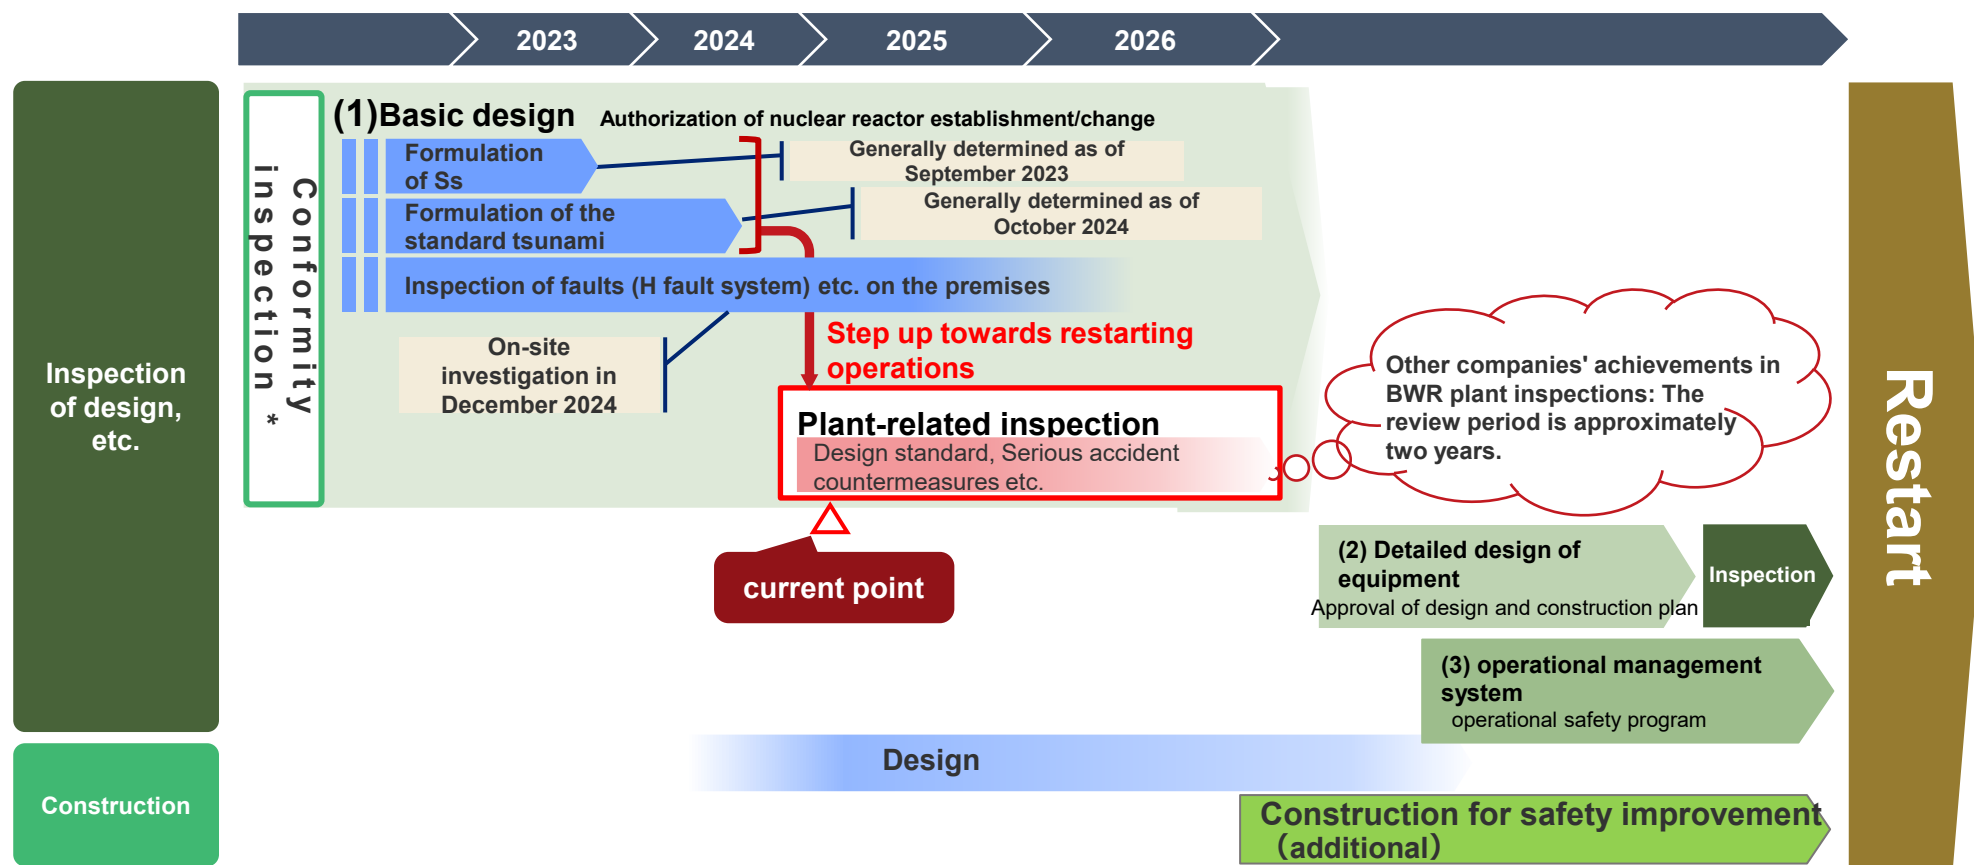 2023
2024
2025
2026
Inspection
of design,
etc.
Conformity
inspection *
(1)Basic design
Authorization of nuclear reactor establishment/change
Formulation
of Ss
Generally determined as of
September 2023
Formulation of the
standard tsunami
Generally determined as of
October 2024
Inspection of faults (H fault system) etc. on the premises
On-site
investigation in
December 2024
Step up towards restarting
operations
Plant-related inspection
Design standard, Serious accident
countermeasures etc.
Other companies' achievements in
BWR plant inspections: The
review period is approximately
two years.
current point
(2) Detailed design of
equipment
Approval of design and construction plan
Inspection
(3) operational management
system
operational safety program
Restart
Construction
Design
Construction for safety improvement
（additional）